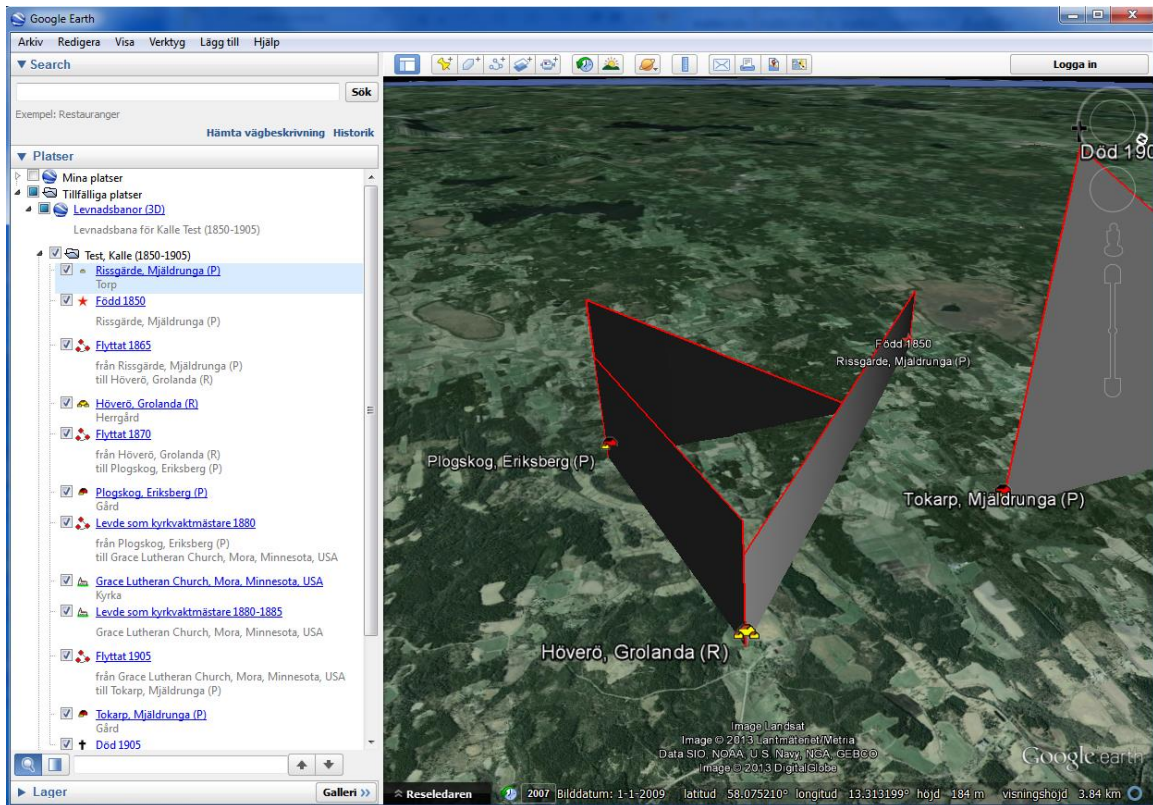 Google Earth
Arkiv Redigera Visa Verktyg Lägg till Hjälp
Search
Sök
Exempel: Restauranger
Hämta vägbeskrivning Historik
Platser
Mina platser
Tillfälliga platser
Levnadsbanor (3D)
Levnadsbana för Kalle Test (1850-1905)
Test, Kalle (1850-1905)
Rissgärde, Mjäldrunga (P)
Torp
Född 1850
Rissgärde, Mjäldrunga (P)
Flyttat 1865
från Rissgärde, Mjäldrunga (P)
till Höverö, Grolanda (R)
Höverö, Grolanda (R)
Herrgård
Flyttat 1870
från Höverö, Grolanda (R)
till Plogskog, Eriksberg (P)
Plogskog, Eriksberg (P)
Gård
Levde som kyrkvaktmästare 1880
från Plogskog, Eriksberg (P)
till Grace Lutheran Church, Mora, Minnesota, USA
Grace Lutheran Church, Mora, Minnesota, USA
Kyrka
Levde som kyrkvaktmästare 1880-1885
Grace Lutheran Church, Mora, Minnesota, USA
Flyttat 1905
från Grace Lutheran Church, Mora, Minnesota, USA
till Tokarp, Mjäldrunga (P)
Tokarp, Mjäldrunga (P)
Gård
Död 1905
Lager
Galleri >>
Logga in
Död 190
Född 1850
Rissgärde, Mjäldrunga (P)
Plogskog, Eriksberg (P)
Tokarp, Mjäldrunga (P)
Höverö, Grolanda (R)
Image Landsat
Image © 2013 Lantmäteriet/Metria
Data SIO, NOAA, U.S. Navy, NGA, GEBCO
Image © 2013 DigitalGlobe
Google earth
Reseledaren 2007 Bilddatum: 1-1-2009 latitud 58.075210° longitud 13.313199° höjd 184 m visningshöjd 3.84 km